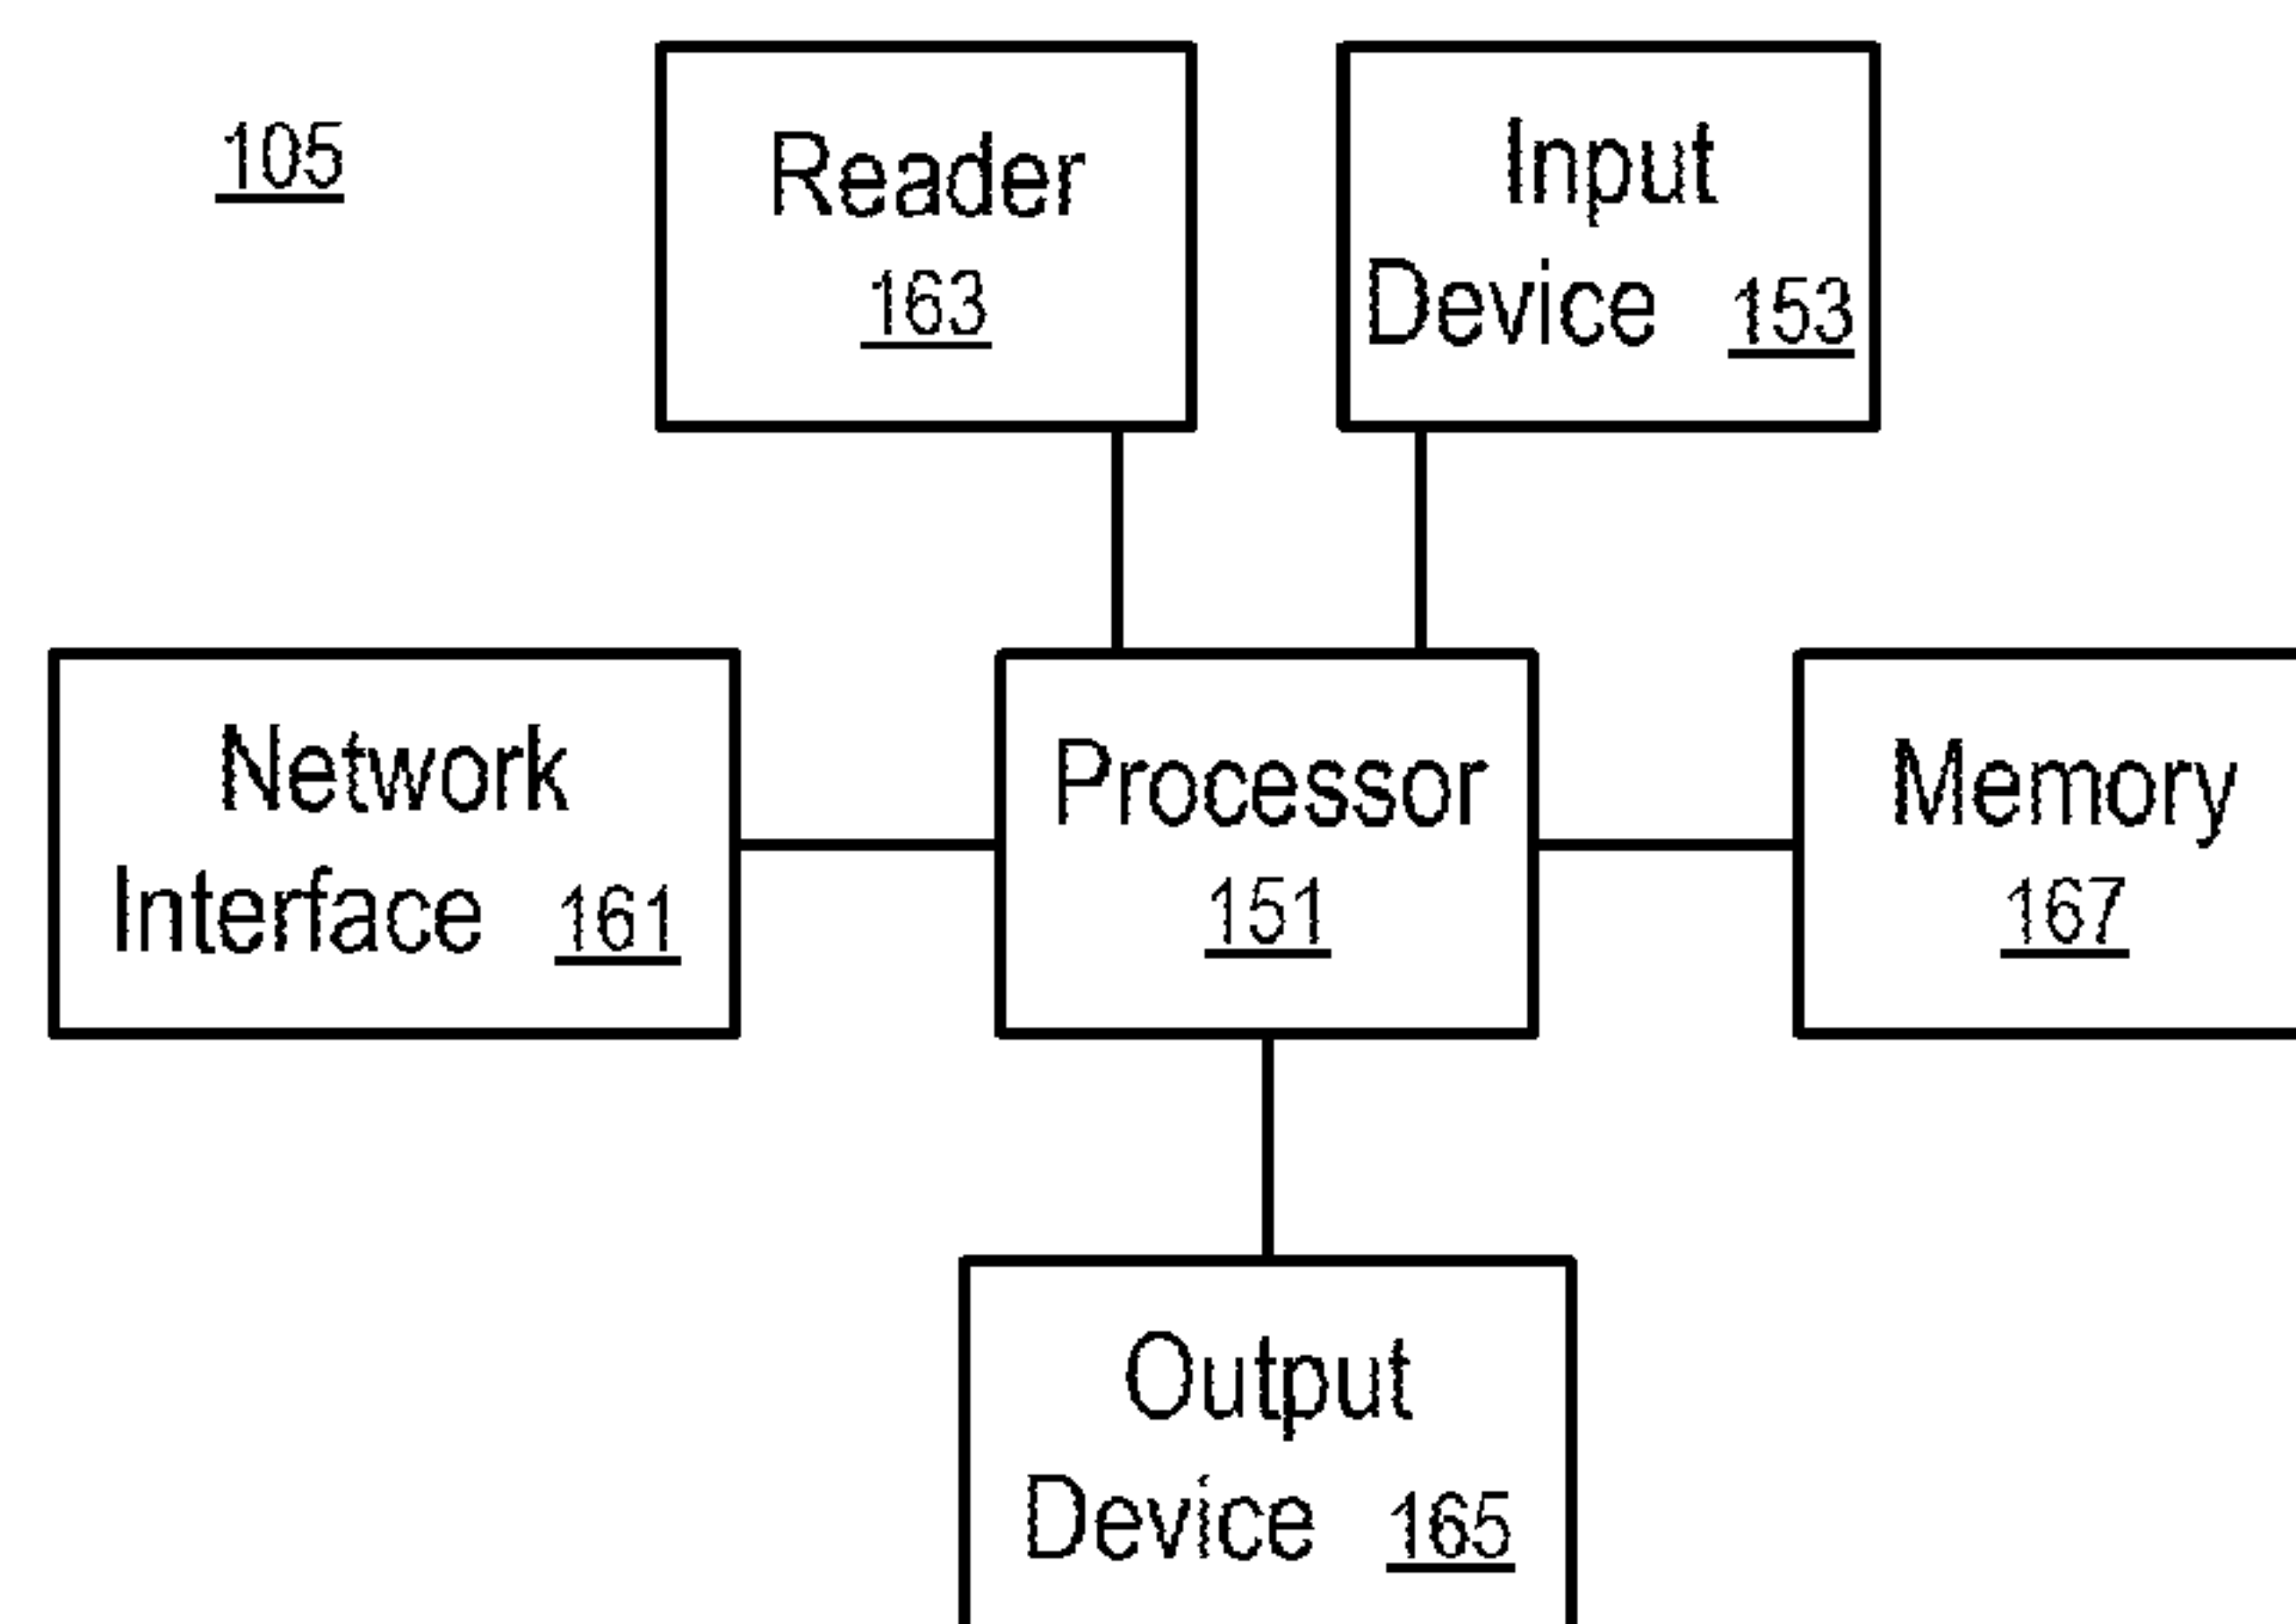 105
Reader
163
Input
Device 153
Network
Interface 161
Processor
151
Memory
167
Output
Device 165